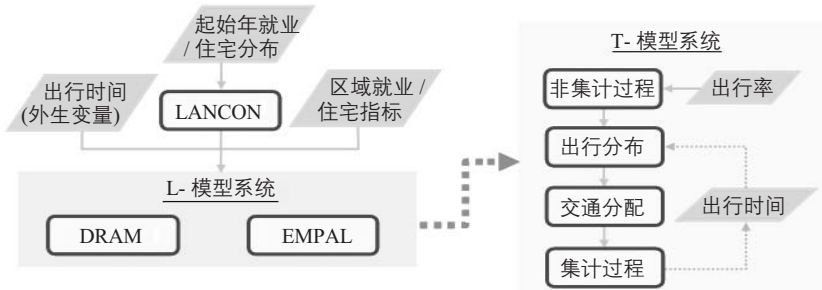 起始年就业
/ 住宅分布
出行时间
(外生变量)
LANCON
区域就业 /
住宅指标
L- 模型系统
DRAM
EMPAL
T- 模型系统
非集计过程
出行率
出行分布
交通分配
出行时间
集计过程